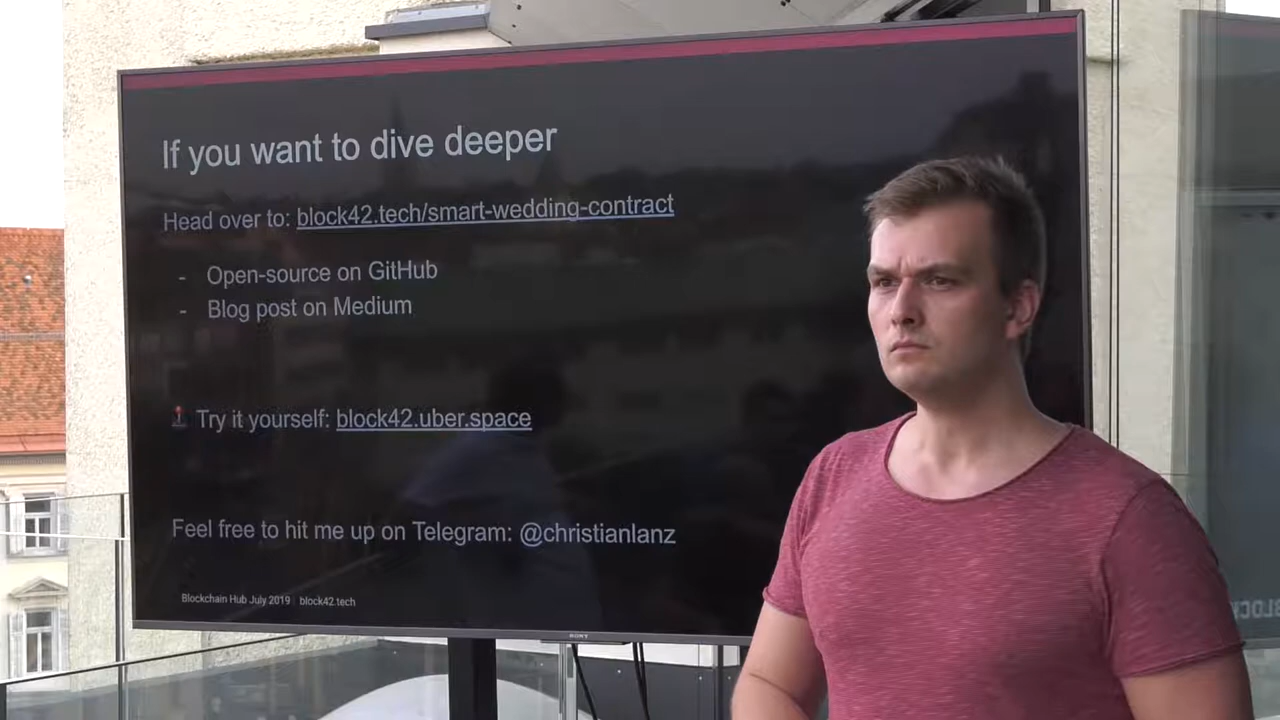 If you want to dive deeper
Head over to: block42.tech/smart-wedding-contract
- Open-source on GitHub
- Blog post on Medium
Try it yourself: block42.uber.space
Feel free to hit me up on Telegram: @christianlanz
Blockchain Hub July 2019 | block42.tech
SONY